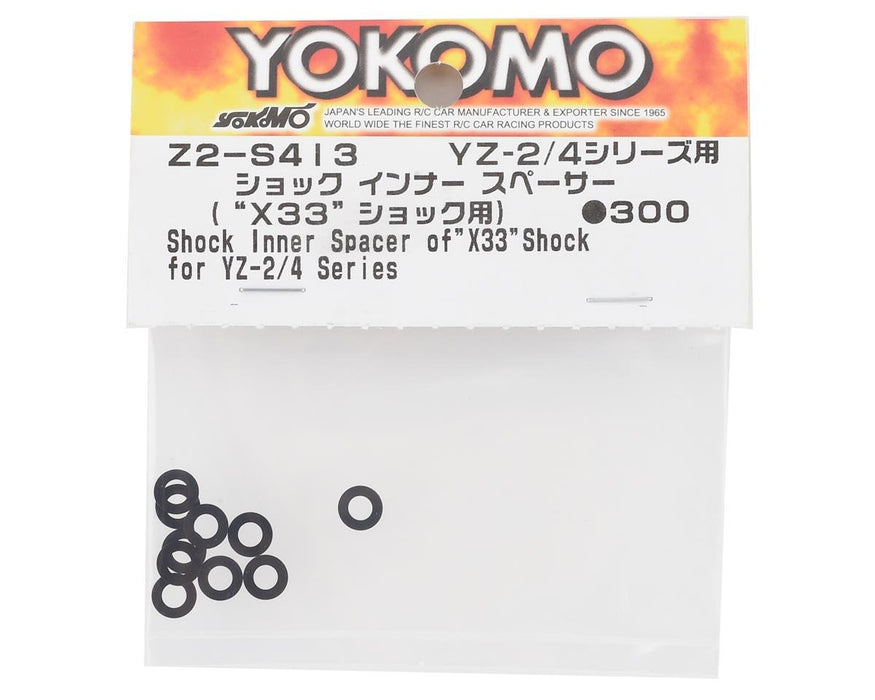 YOKOMO
YOKOMO JAPAN'S LEADING R/C CAR MANUFACTURER & EXPORTER SINCE 1965
WORLD WIDE THE FINEST R/C CAR RACING PRODUCTS
Z2-S413 YZ-2/4シリーズ用
ショック インナー スペーサー
(“X33”ショック用) ●300
Shock Inner Spacer of"X33"Shock
for YZ-2/4 Series